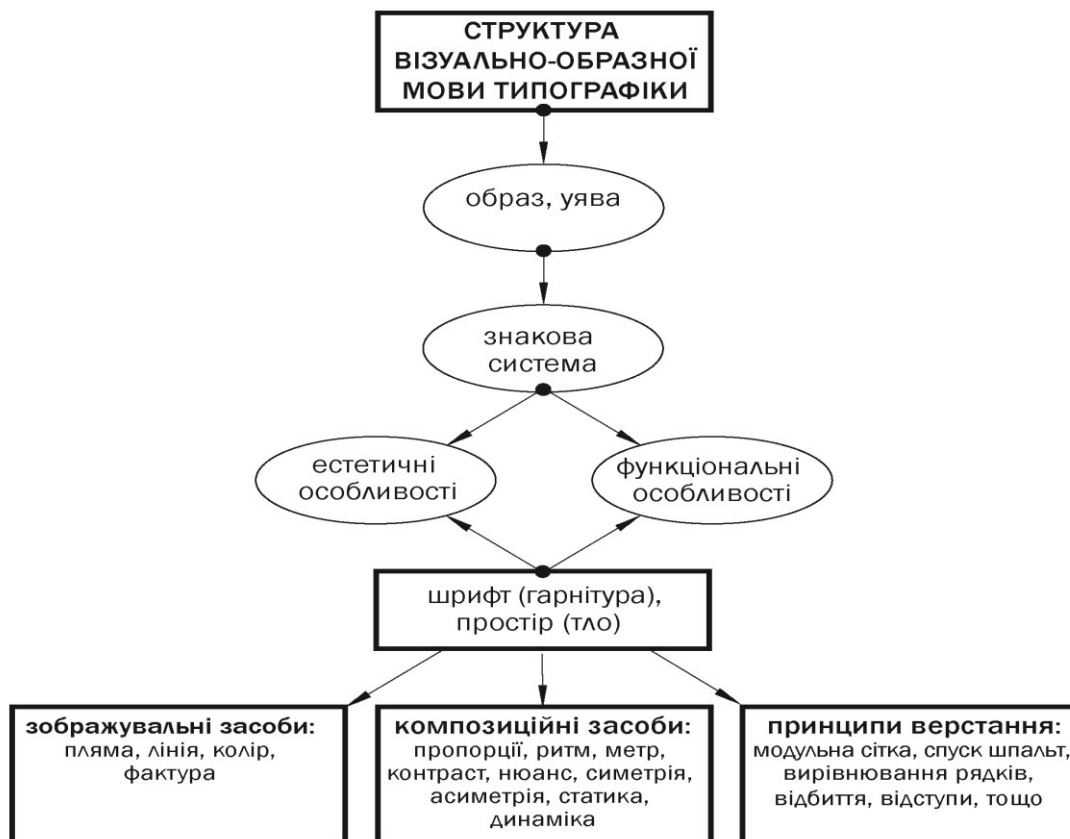 СТРУКТУРА
ВІЗУАЛЬНО-ОБРАЗНОЇ
МОВИ ТИПОГРАФІКИ
образ, уява
знакова
система
естетичні
особливості
функціональні
особливості
шрифт (гарнітура),
простір (тло)
зображувальні засоби:
пляма, лінія, колір,
фактура
композиційні засоби:
пропорції, ритм, метр,
контраст, нюанс, симетрія,
асиметрія, статика,
динаміка
принципи верстання:
модульна сітка, спуск шпальт,
вирівнювання рядків,
відбиття, відступи, тощо